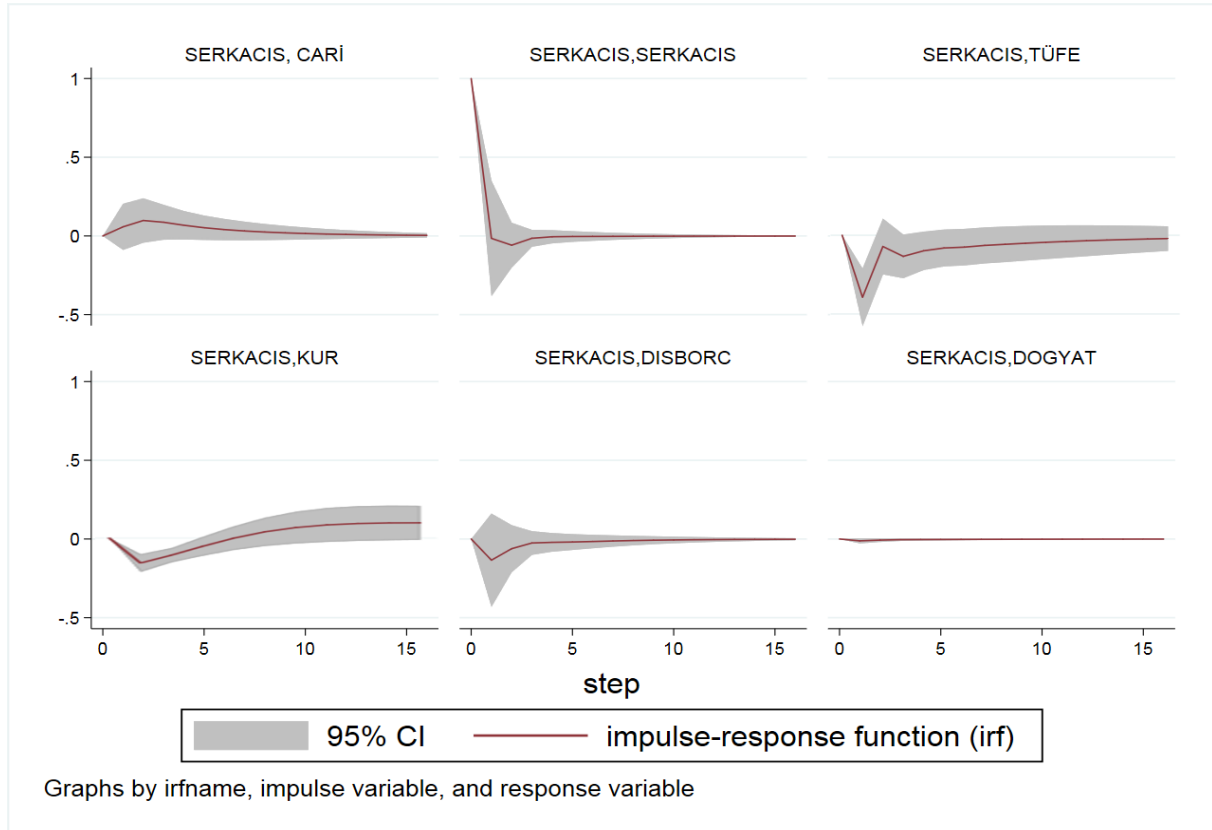 SERKACIS, CARİ
SERKACIS,SERKACIS
SERKACIS,TÜFE
1
.5
0
-.5
SERKACIS,KUR
SERKACIS,DISBORC
SERKACIS,DOGYAT
1
.5
0
-.5
0 5 10 15
0 5 10 15
0 5 10 15
step
95% CI
impulse-response function (irf)
Graphs by irfname, impulse variable, and response variable